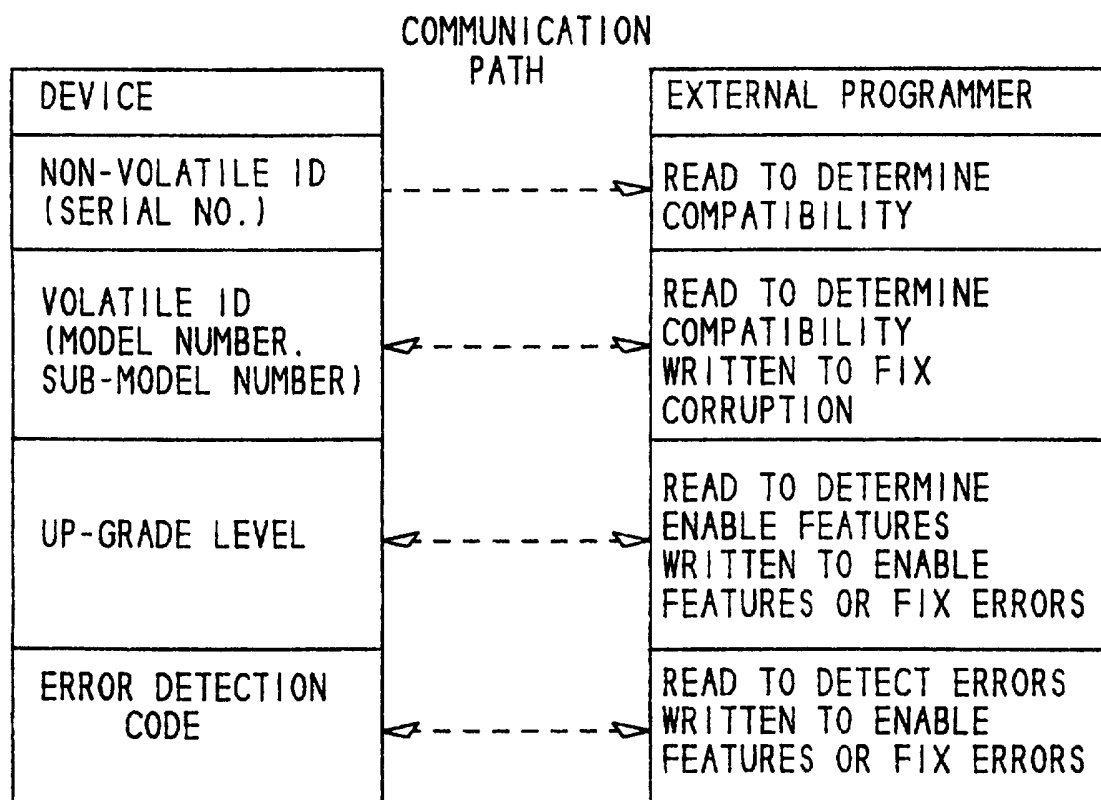 COMMUNICATION
PATH
DEVICE
EXTERNAL PROGRAMMER
NON-VOLATILE ID
(SERIAL NO.)
READ TO DETERMINE
COMPATIBILITY
VOLATILE ID
(MODEL NUMBER.
SUB-MODEL NUMBER)
READ TO DETERMINE
COMPATIBILITY
WRITTEN TO FIX
CORRUPTION
UP-GRADE LEVEL
READ TO DETERMINE
ENABLE FEATURES
WRITTEN TO ENABLE
FEATURES OR FIX ERRORS
ERROR DETECTION
CODE
READ TO DETECT ERRORS
WRITTEN TO ENABLE
FEATURES OR FIX ERRORS